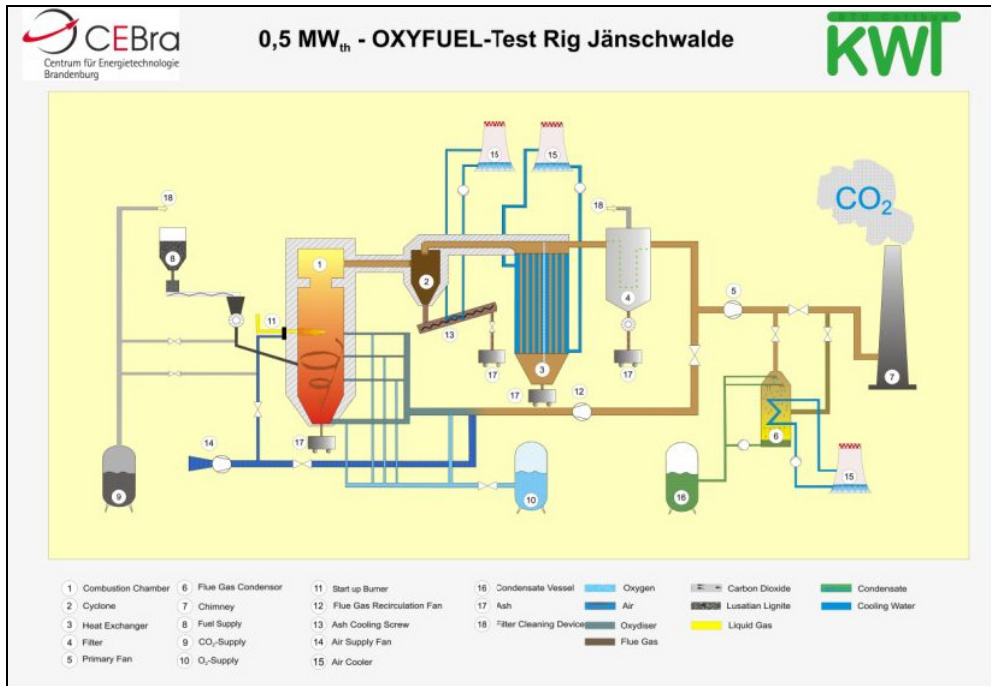 CEBra
Centrum für Energietechnologie
Brandenburg
0,5 MWth - OXYFUEL-Test Rig Jänschwalde
BTU Cottbus
KWT
15
15
18
18
CO2
8
1
2
4
5
11
13
17
17
3
7
17
12
17
14
6
9
10
16
15
1 Combustion Chamber
2 Cyclone
3 Heat Exchanger
4 Filter
5 Primary Fan
6 Flue Gas Condensor
7 Chimney
8 Fuel Supply
9 CO2-Supply
10 O2-Supply
11 Start up Burner
12 Flue Gas Recirculation Fan
13 Ash Cooling Screw
14 Air Supply Fan
15 Air Cooler
16 Condensate Vessel
17 Ash
18 Filter Cleaning Device
Oxygen
Air
Oxydiser
Flue Gas
Carbon Dioxide
Lusatian Lignite
Liquid Gas
Condensate
Cooling Water